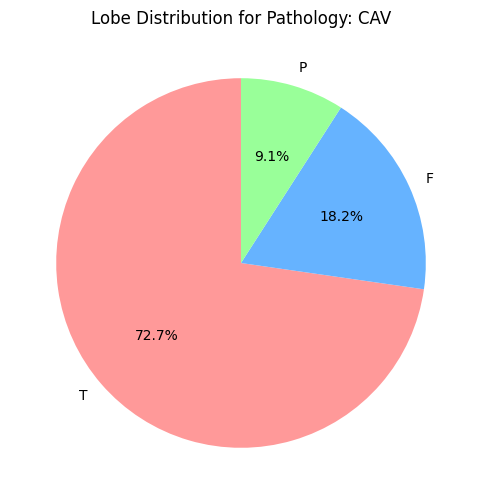 Lobe Distribution for Pathology: CAV
P
9.1%
F
18.2%
72.7%
T